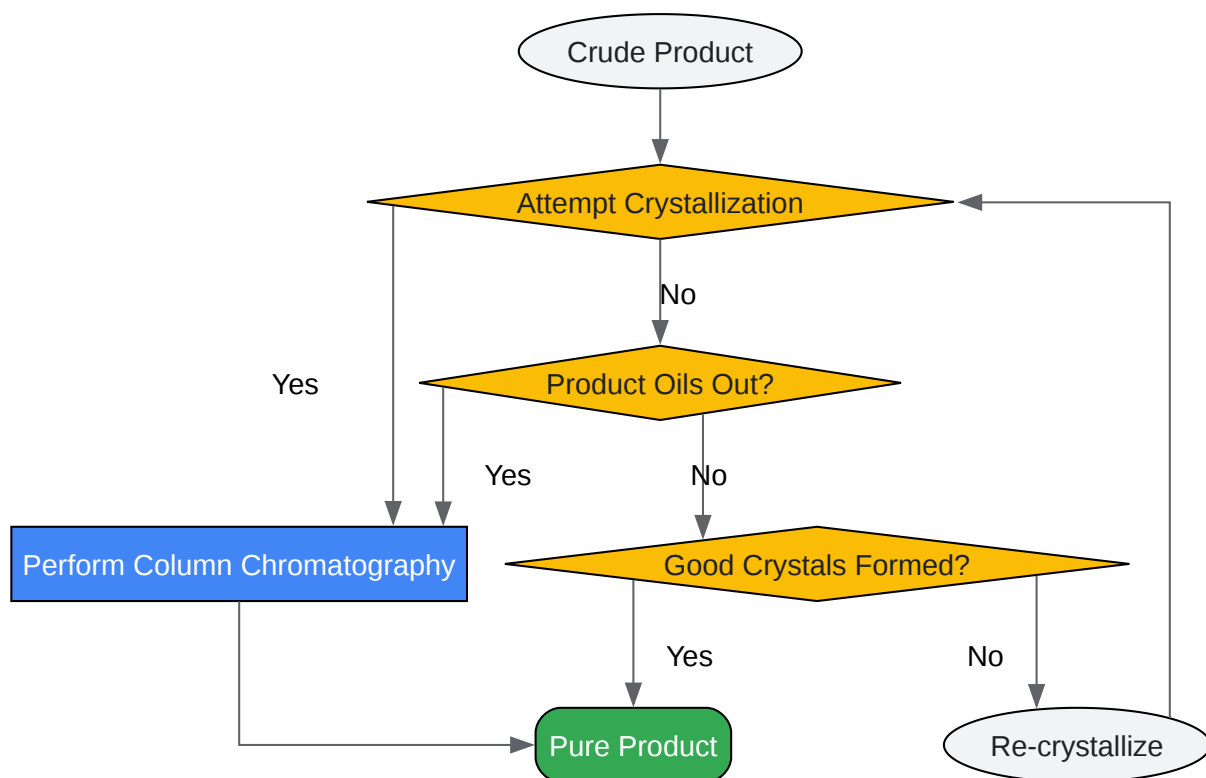 Crude Product
Attempt Crystallization
No
Product Oils Out?
Yes
Yes
No
Perform Column Chromatography
Good Crystals Formed?
Yes
No
Pure Product
Re-crystallize